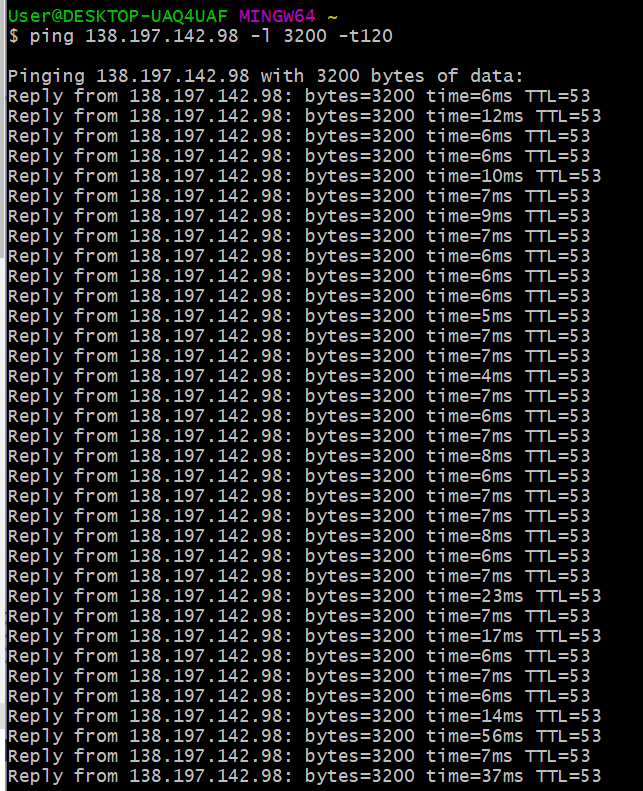 User@DESKTOP-UAQ4UAF MINGW64 ~
$ ping 138.197.142.98 -l 3200 -t120
Pinging 138.197.142.98 with 3200 bytes of data:
Reply from 138.197.142.98: bytes=3200 time=6ms TTL=53
Reply from 138.197.142.98: bytes=3200 time=12ms TTL=53
Reply from 138.197.142.98: bytes=3200 time=6ms TTL=53
Reply from 138.197.142.98: bytes=3200 time=6ms TTL=53
Reply from 138.197.142.98: bytes=3200 time=10ms TTL=53
Reply from 138.197.142.98: bytes=3200 time=7ms TTL=53
Reply from 138.197.142.98: bytes=3200 time=9ms TTL=53
Reply from 138.197.142.98: bytes=3200 time=7ms TTL=53
Reply from 138.197.142.98: bytes=3200 time=6ms TTL=53
Reply from 138.197.142.98: bytes=3200 time=6ms TTL=53
Reply from 138.197.142.98: bytes=3200 time=6ms TTL=53
Reply from 138.197.142.98: bytes=3200 time=5ms TTL=53
Reply from 138.197.142.98: bytes=3200 time=7ms TTL=53
Reply from 138.197.142.98: bytes=3200 time=7ms TTL=53
Reply from 138.197.142.98: bytes=3200 time=4ms TTL=53
Reply from 138.197.142.98: bytes=3200 time=7ms TTL=53
Reply from 138.197.142.98: bytes=3200 time=6ms TTL=53
Reply from 138.197.142.98: bytes=3200 time=7ms TTL=53
Reply from 138.197.142.98: bytes=3200 time=8ms TTL=53
Reply from 138.197.142.98: bytes=3200 time=6ms TTL=53
Reply from 138.197.142.98: bytes=3200 time=7ms TTL=53
Reply from 138.197.142.98: bytes=3200 time=7ms TTL=53
Reply from 138.197.142.98: bytes=3200 time=8ms TTL=53
Reply from 138.197.142.98: bytes=3200 time=6ms TTL=53
Reply from 138.197.142.98: bytes=3200 time=7ms TTL=53
Reply from 138.197.142.98: bytes=3200 time=23ms TTL=53
Reply from 138.197.142.98: bytes=3200 time=7ms TTL=53
Reply from 138.197.142.98: bytes=3200 time=17ms TTL=53
Reply from 138.197.142.98: bytes=3200 time=6ms TTL=53
Reply from 138.197.142.98: bytes=3200 time=7ms TTL=53
Reply from 138.197.142.98: bytes=3200 time=6ms TTL=53
Reply from 138.197.142.98: bytes=3200 time=14ms TTL=53
Reply from 138.197.142.98: bytes=3200 time=56ms TTL=53
Reply from 138.197.142.98: bytes=3200 time=7ms TTL=53
Reply from 138.197.142.98: bytes=3200 time=37ms TTL=53